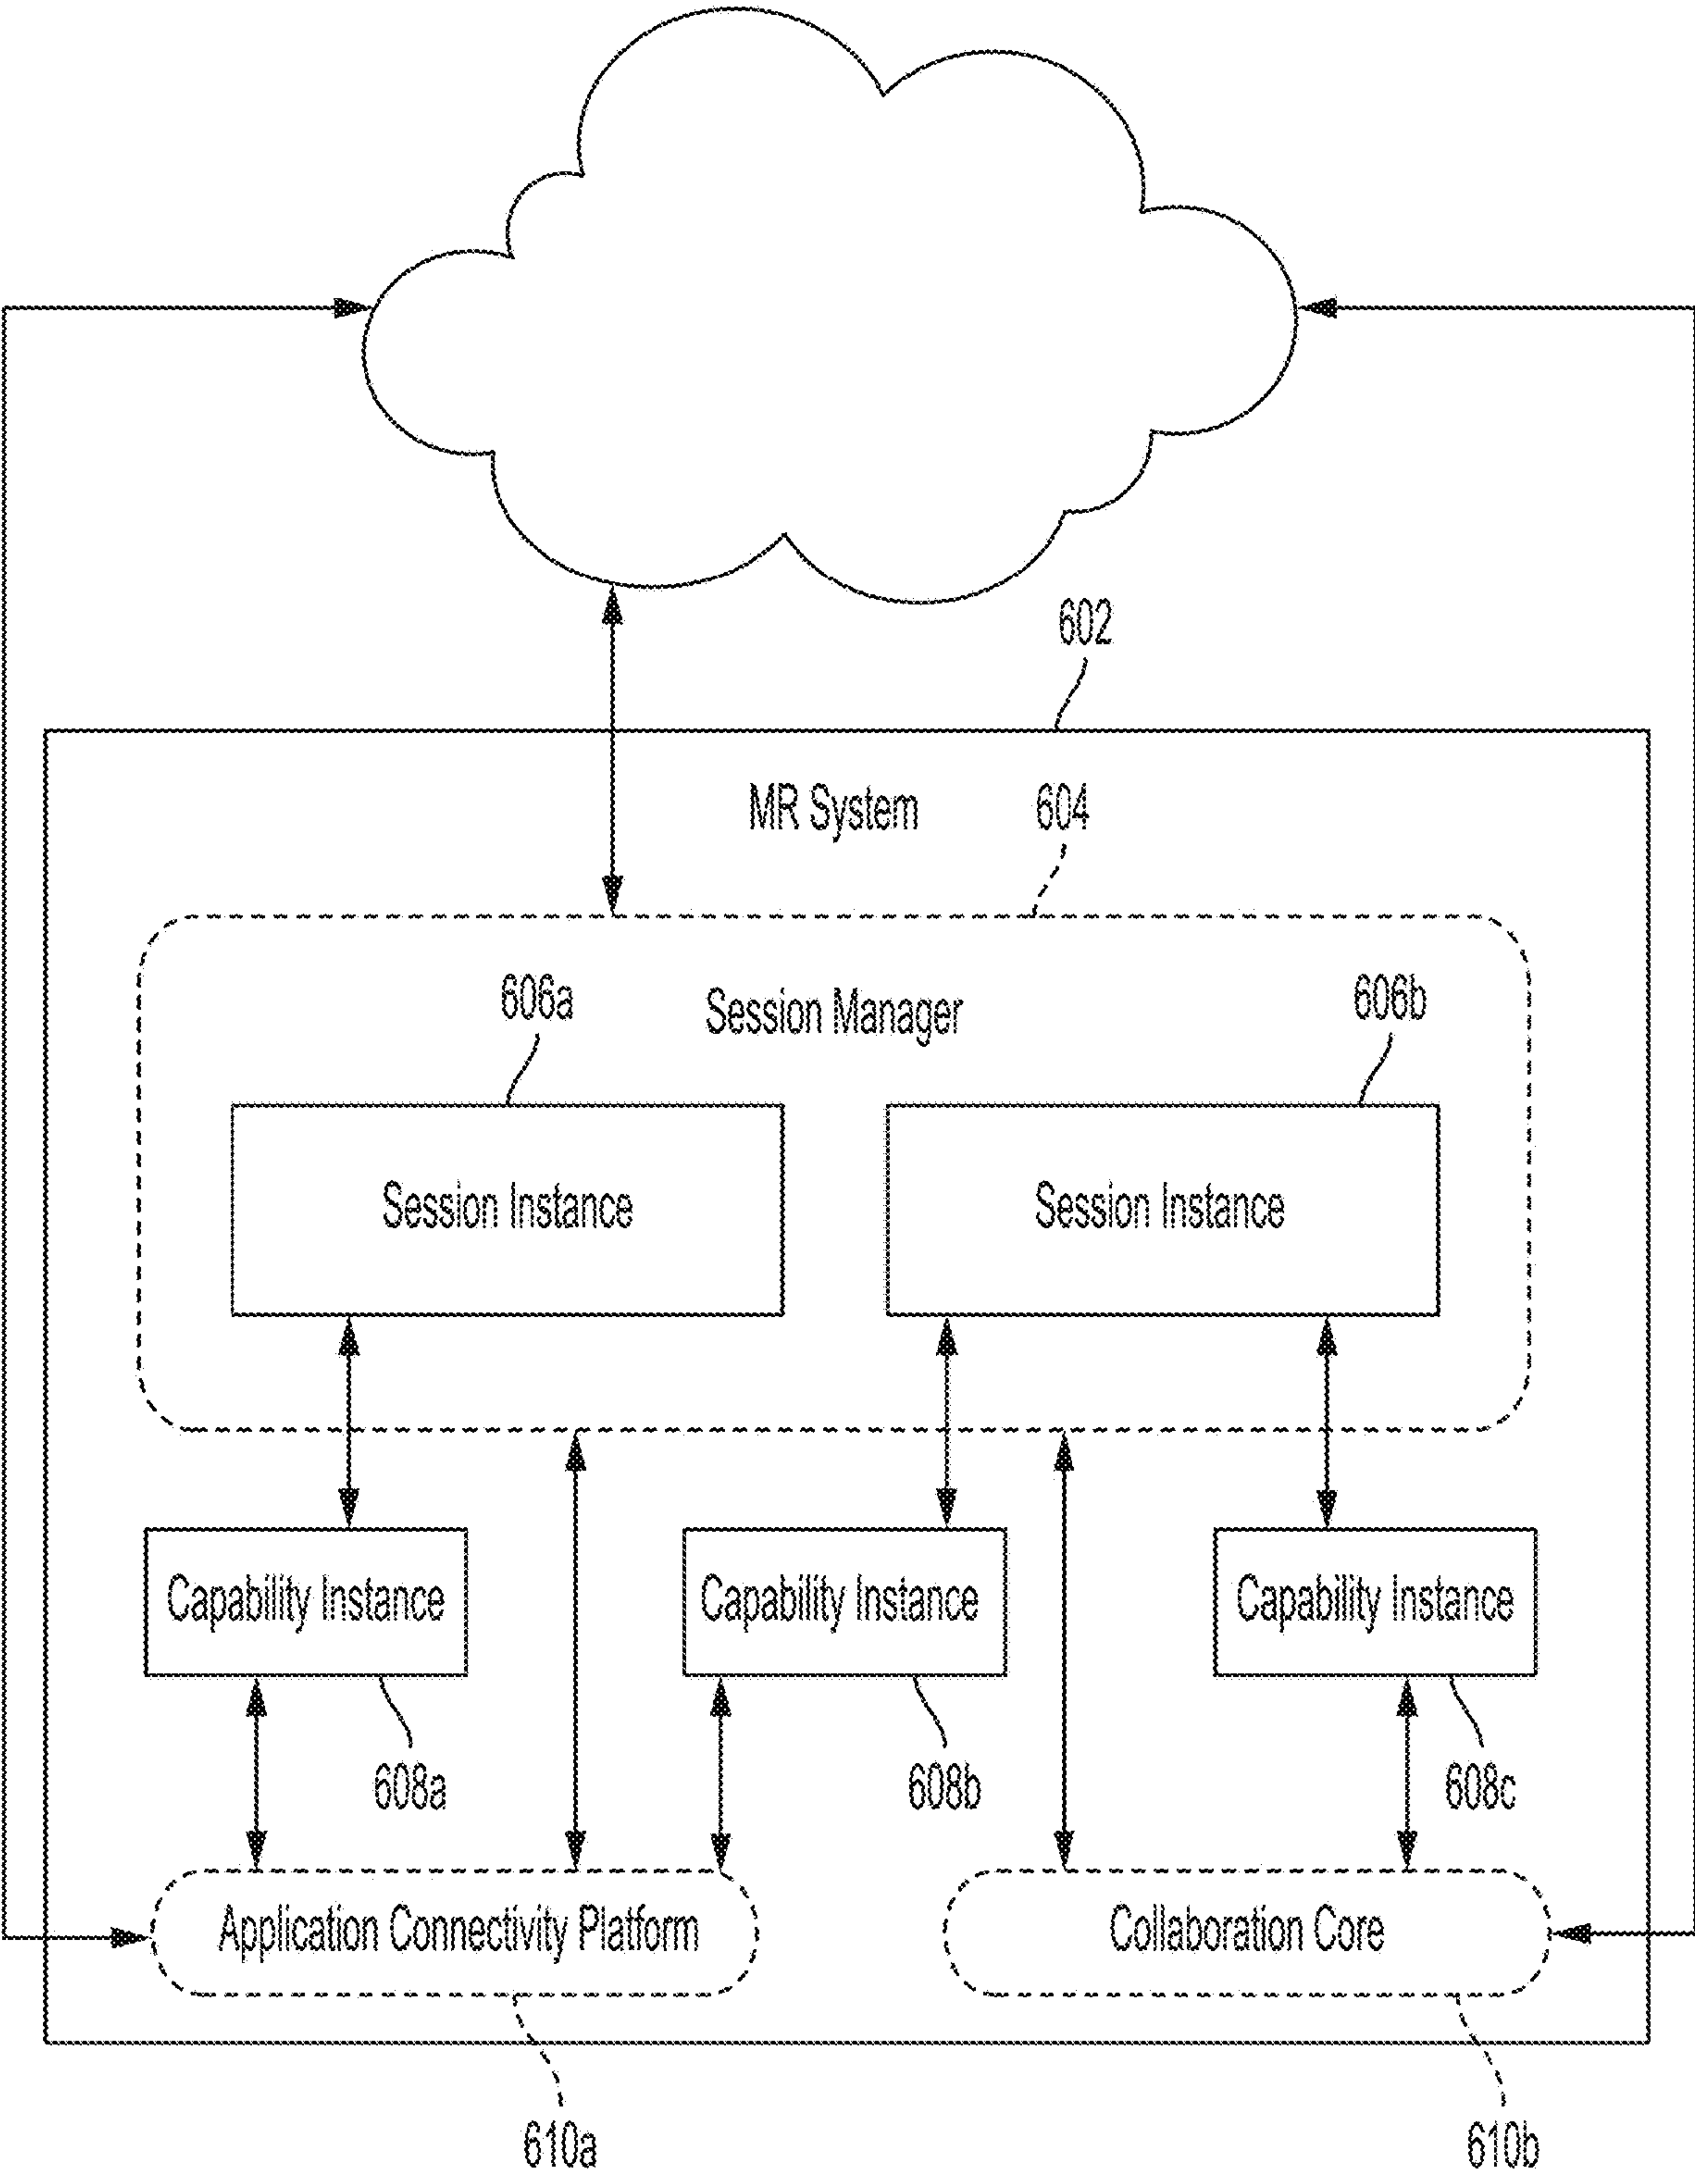 602
MR System
604
606a
Session Manager
606b
Session Instance
Session Instance
Capability Instance
Capability Instance
Capability Instance
608a
608b
608c
Application Connectivity Platform
Collaboration Core
610a
610b